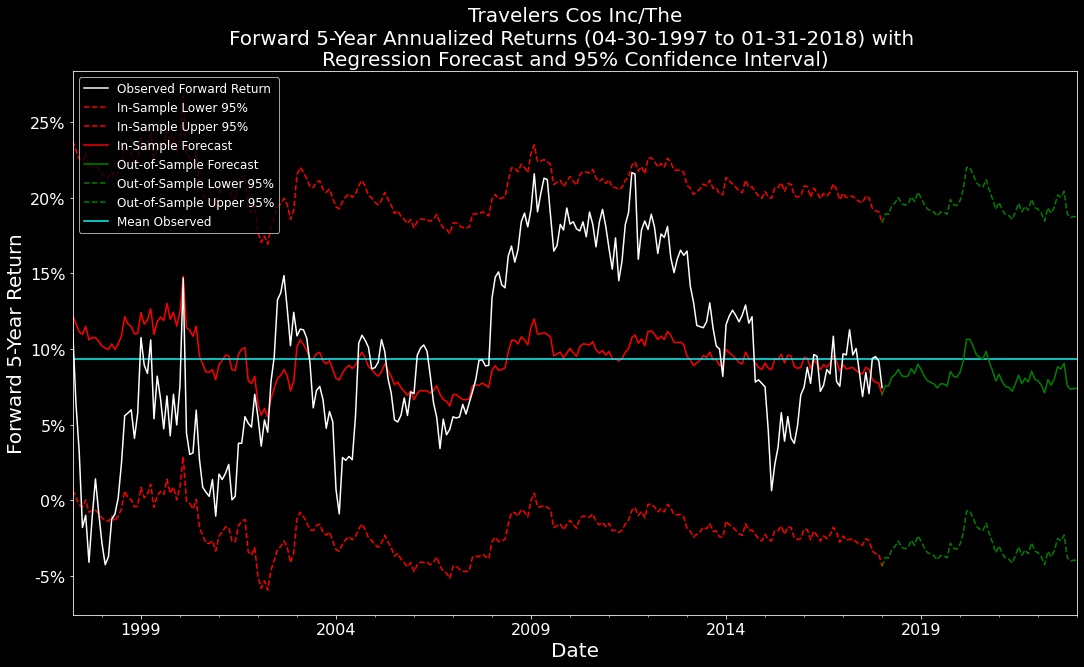 Travelers Cos Inc/The
Forward 5-Year Annualized Returns (04-30-1997 to 01-31-2018) with
Regression Forecast and 95% Confidence Interval)
Observed Forward Return
In-Sample Lower 95%
In-Sample Upper 95%
In-Sample Forecast
Out-of-Sample Forecast
Out-of-Sample Lower 95%
Out-of-Sample Upper 95%
Mean Observed
Forward 5-Year Return
25%
20%
15%
10%
5%
0%
-5%
1999
2004
2009
2014
2019
Date